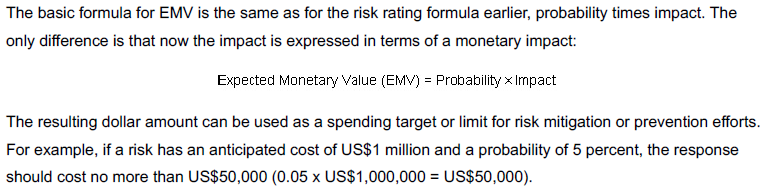 The basic formula for EMV is the same as for the risk rating formula earlier, probability times impact. The
only difference is that now the impact is expressed in terms of a monetary impact:
Expected Monetary Value (EMV) = Probability × Impact
The resulting dollar amount can be used as a spending target or limit for risk mitigation or prevention efforts.
For example, if a risk has an anticipated cost of US$1 million and a probability of 5 percent, the response
should cost no more than US$50,000 (0.05 x US$1,000,000 = US$50,000).